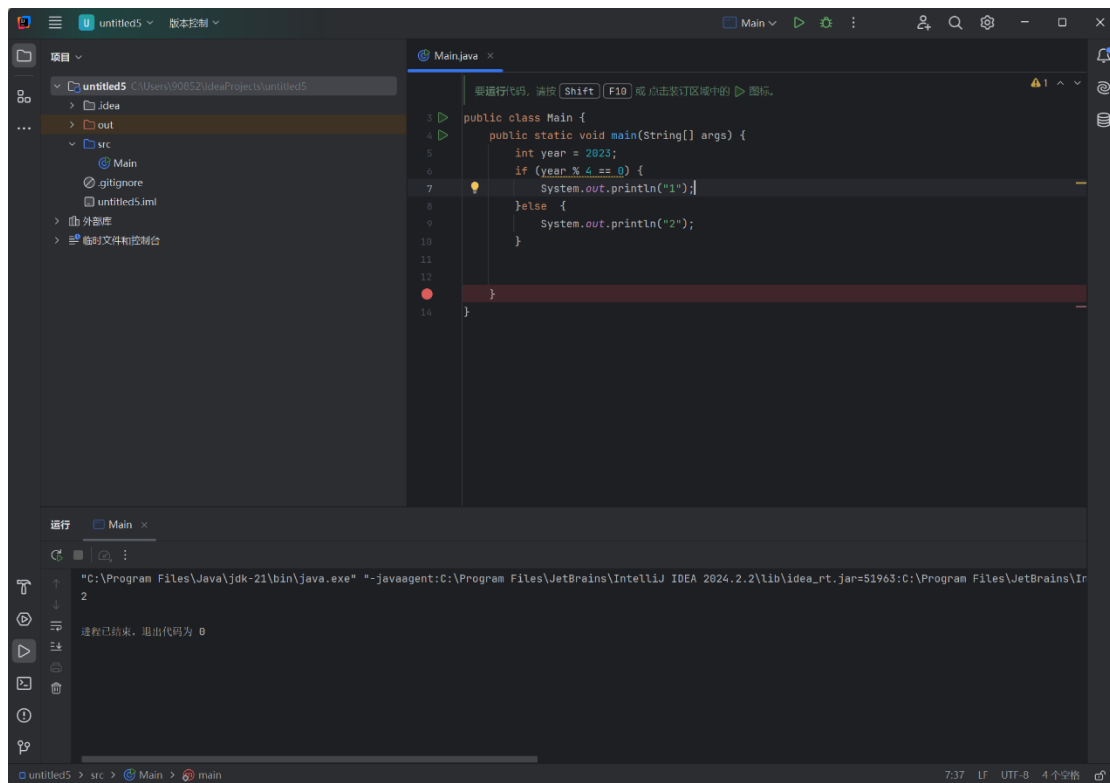 U untitled5 版本控制 Main
项目
Main.java ×
untitled5 C:\Users\90852\IdeaProjects\untitled5
.idea
out
src
Main
.gitignore
untitled5.iml
外部库
临时文件和控制台
要运行代码，请按 Shift F10 或 点击装订区域中的 ▷ 图标。
1
3 public class Main {
4 public static void main(String[] args) {
5 int year = 2023;
6 if (year % 4 == 0) {
7 System.out.println("1");
8 }else {
9 System.out.println("2");
10 }
11
12
}
14 }
运行 Main ×
"C:\Program Files\Java\jdk-21\bin\java.exe" "-javaagent:C:\Program Files\JetBrains\IntelliJ IDEA 2024.2.2\lib\idea_rt.jar=51963:C:\Program Files\JetBrains\In
2
进程已结束，退出代码为 0
untitled5 > src > Main > main 7:37 LF UTF-8 4 个空格